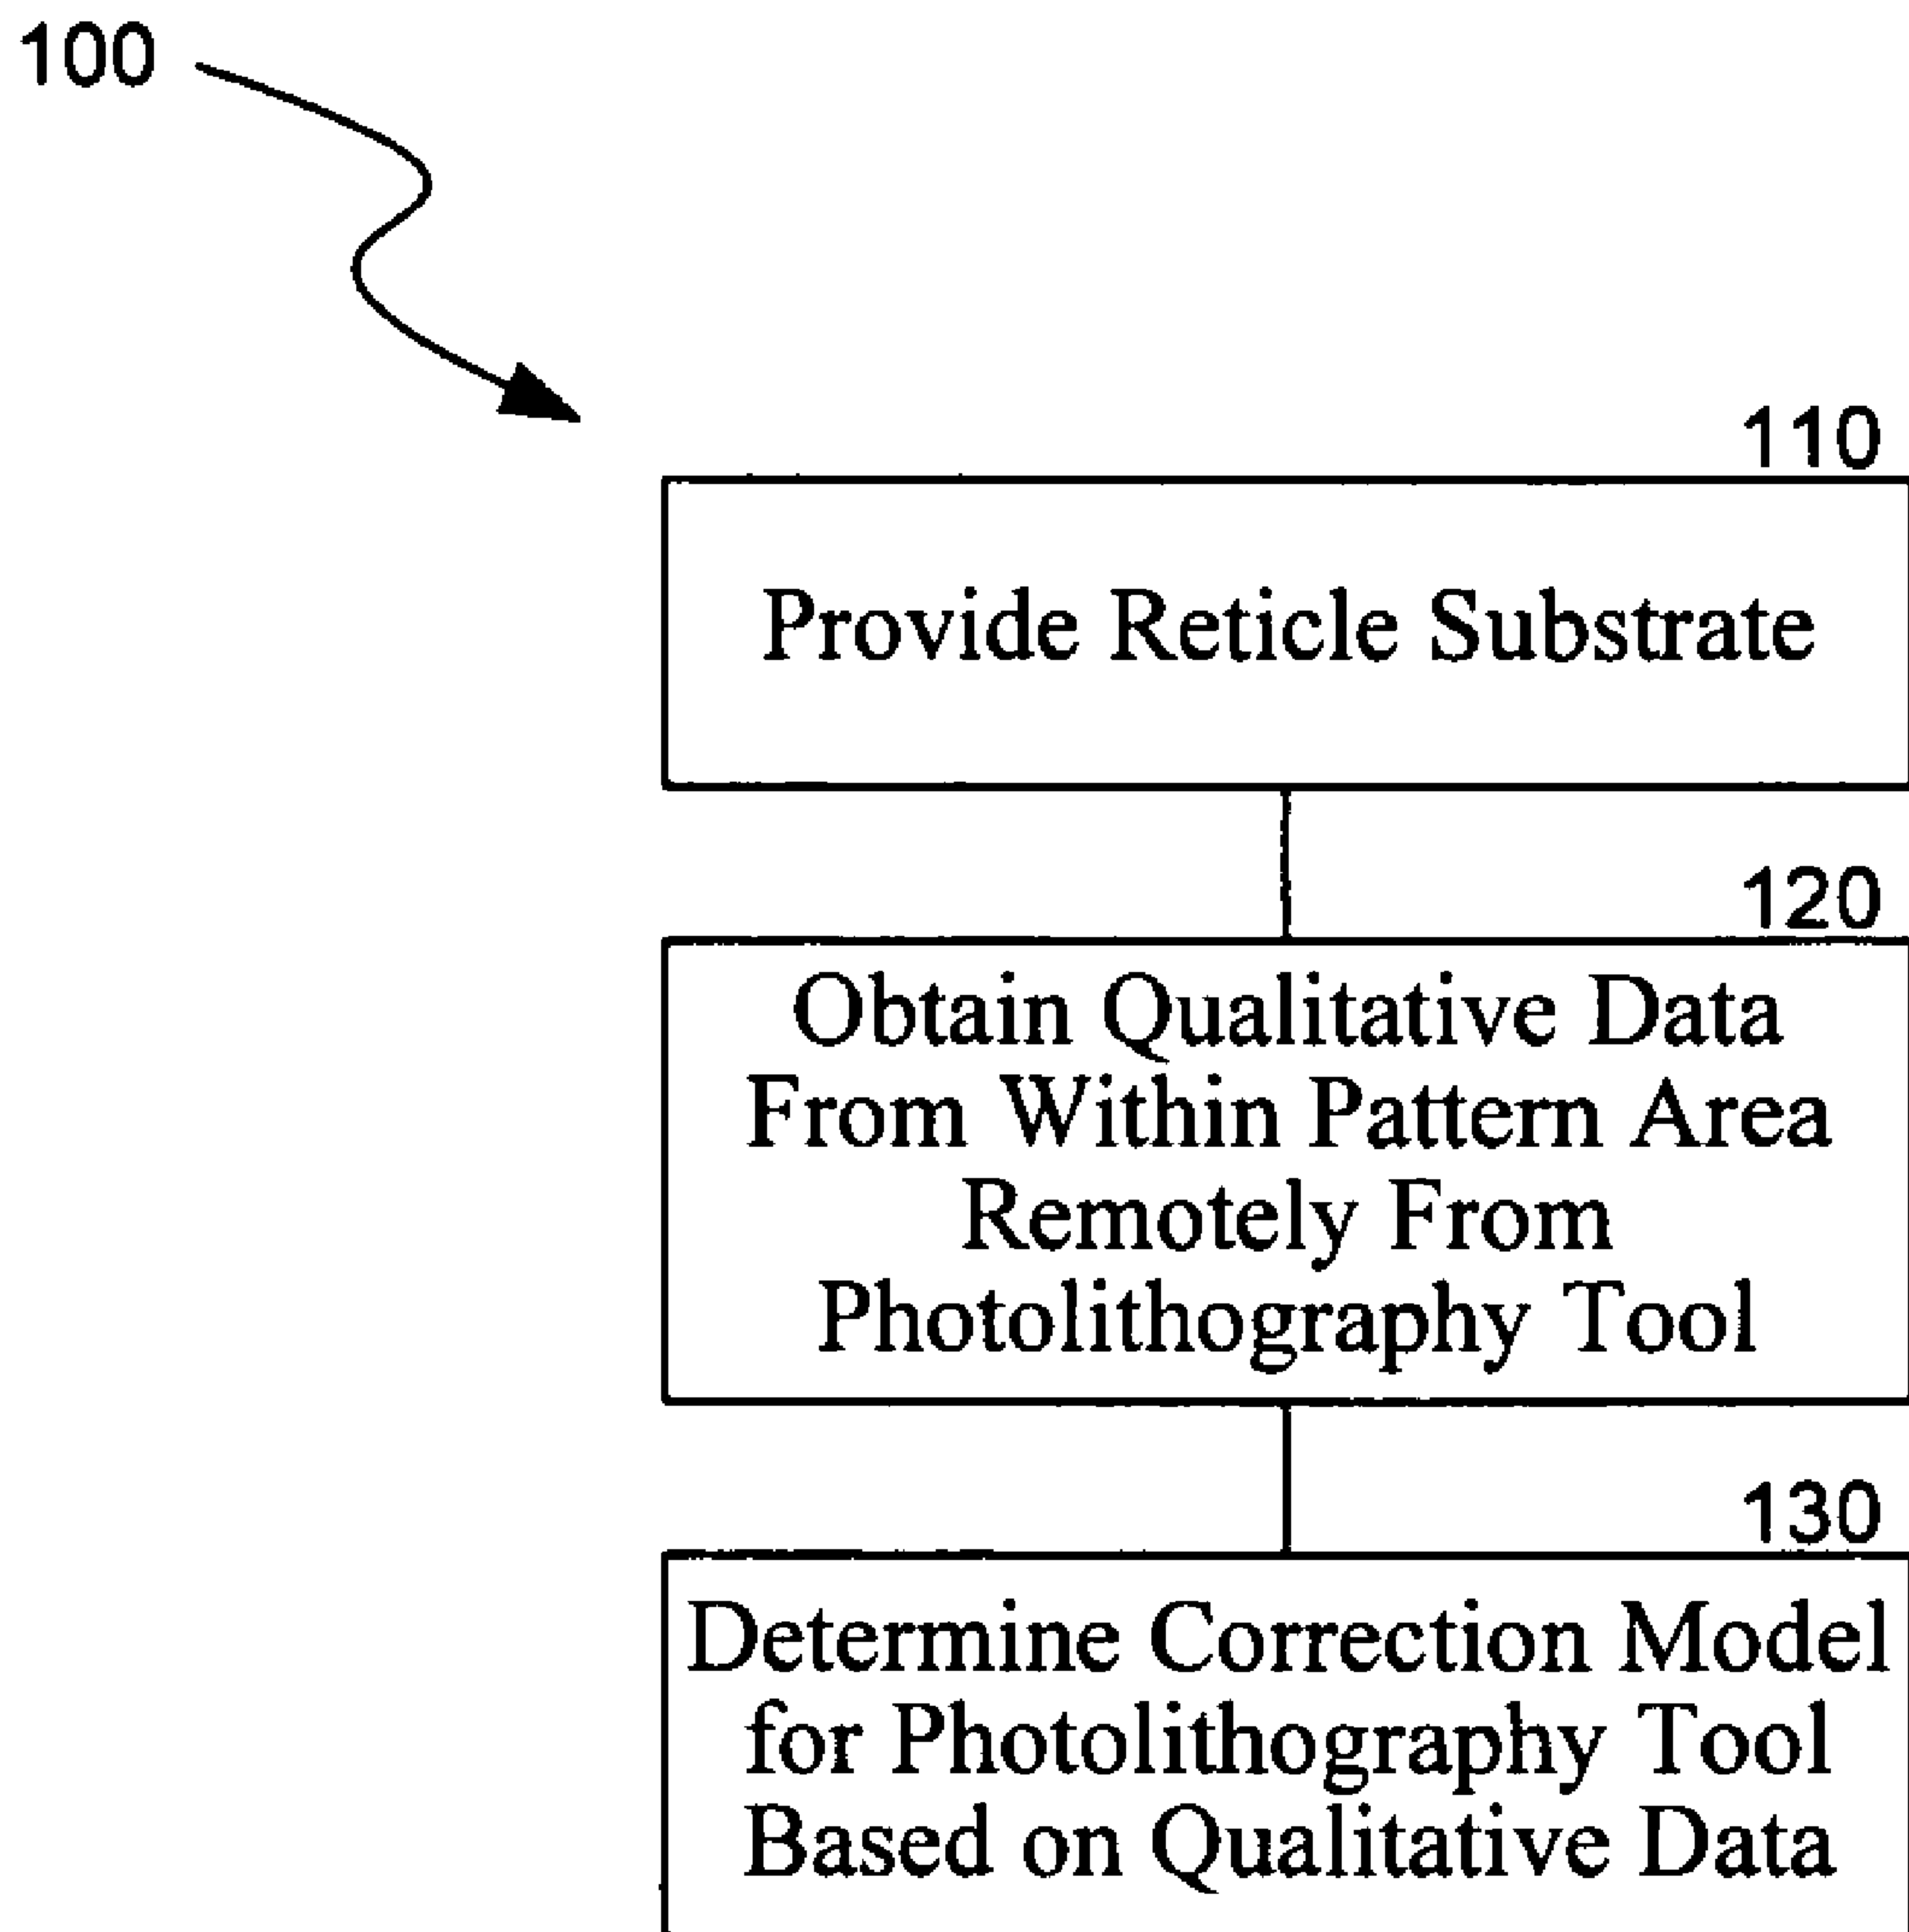 100
110
Provide Reticle Substrate
120
Obtain Qualitative Data
From Within Pattern Area
Remotely From
Photolithography Tool
130
Determine Correction Model
for Photolithography Tool
Based on Qualitative Data